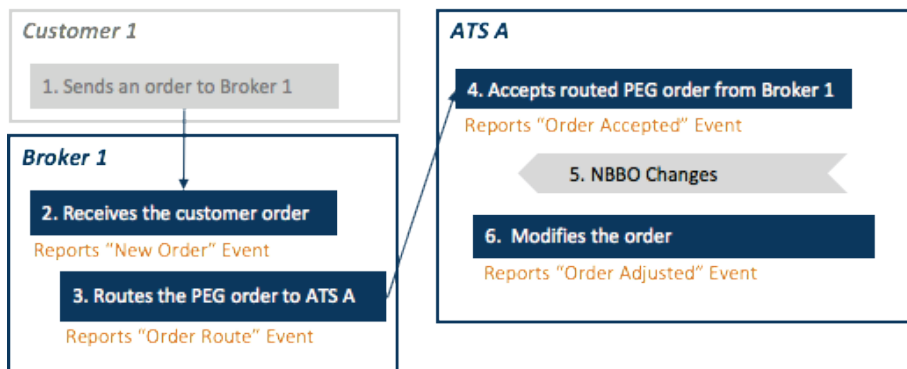 Customer 1
1. Sends an order to Broker 1
Broker 1
2. Receives the customer order
Reports "New Order" Event
3. Routes the PEG order to ATS A
Reports "Order Route" Event
ATS A
4. Accepts routed PEG order from Broker 1
Reports "Order Accepted" Event
5. NBBO Changes
6. Modifies the order
Reports "Order Adjusted" Event